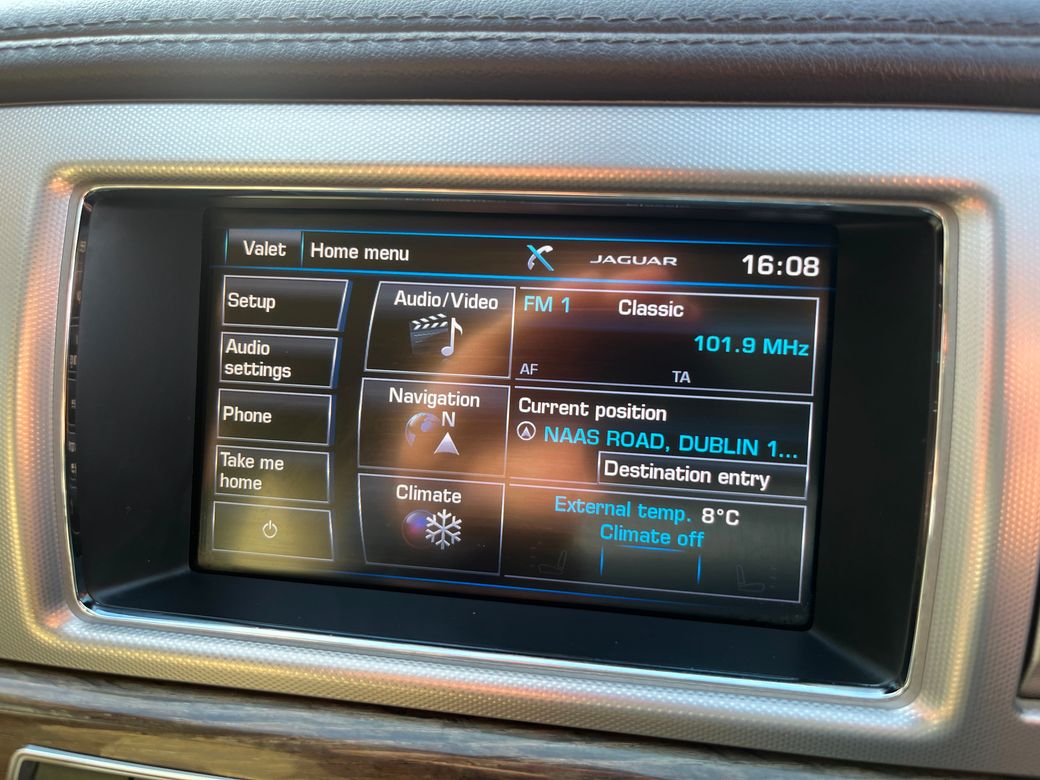 Valet
Home menu
JAGUAR
16:08
Setup
Audio
settings
Phone
Take me
home
Audio/Video
Navigation
N
Climate
FM 1
Classic
101.9 MHz
AF
TA
Current position
NAAS ROAD, DUBLIN 1...
Destination entry
External temp. 8°C
Climate off